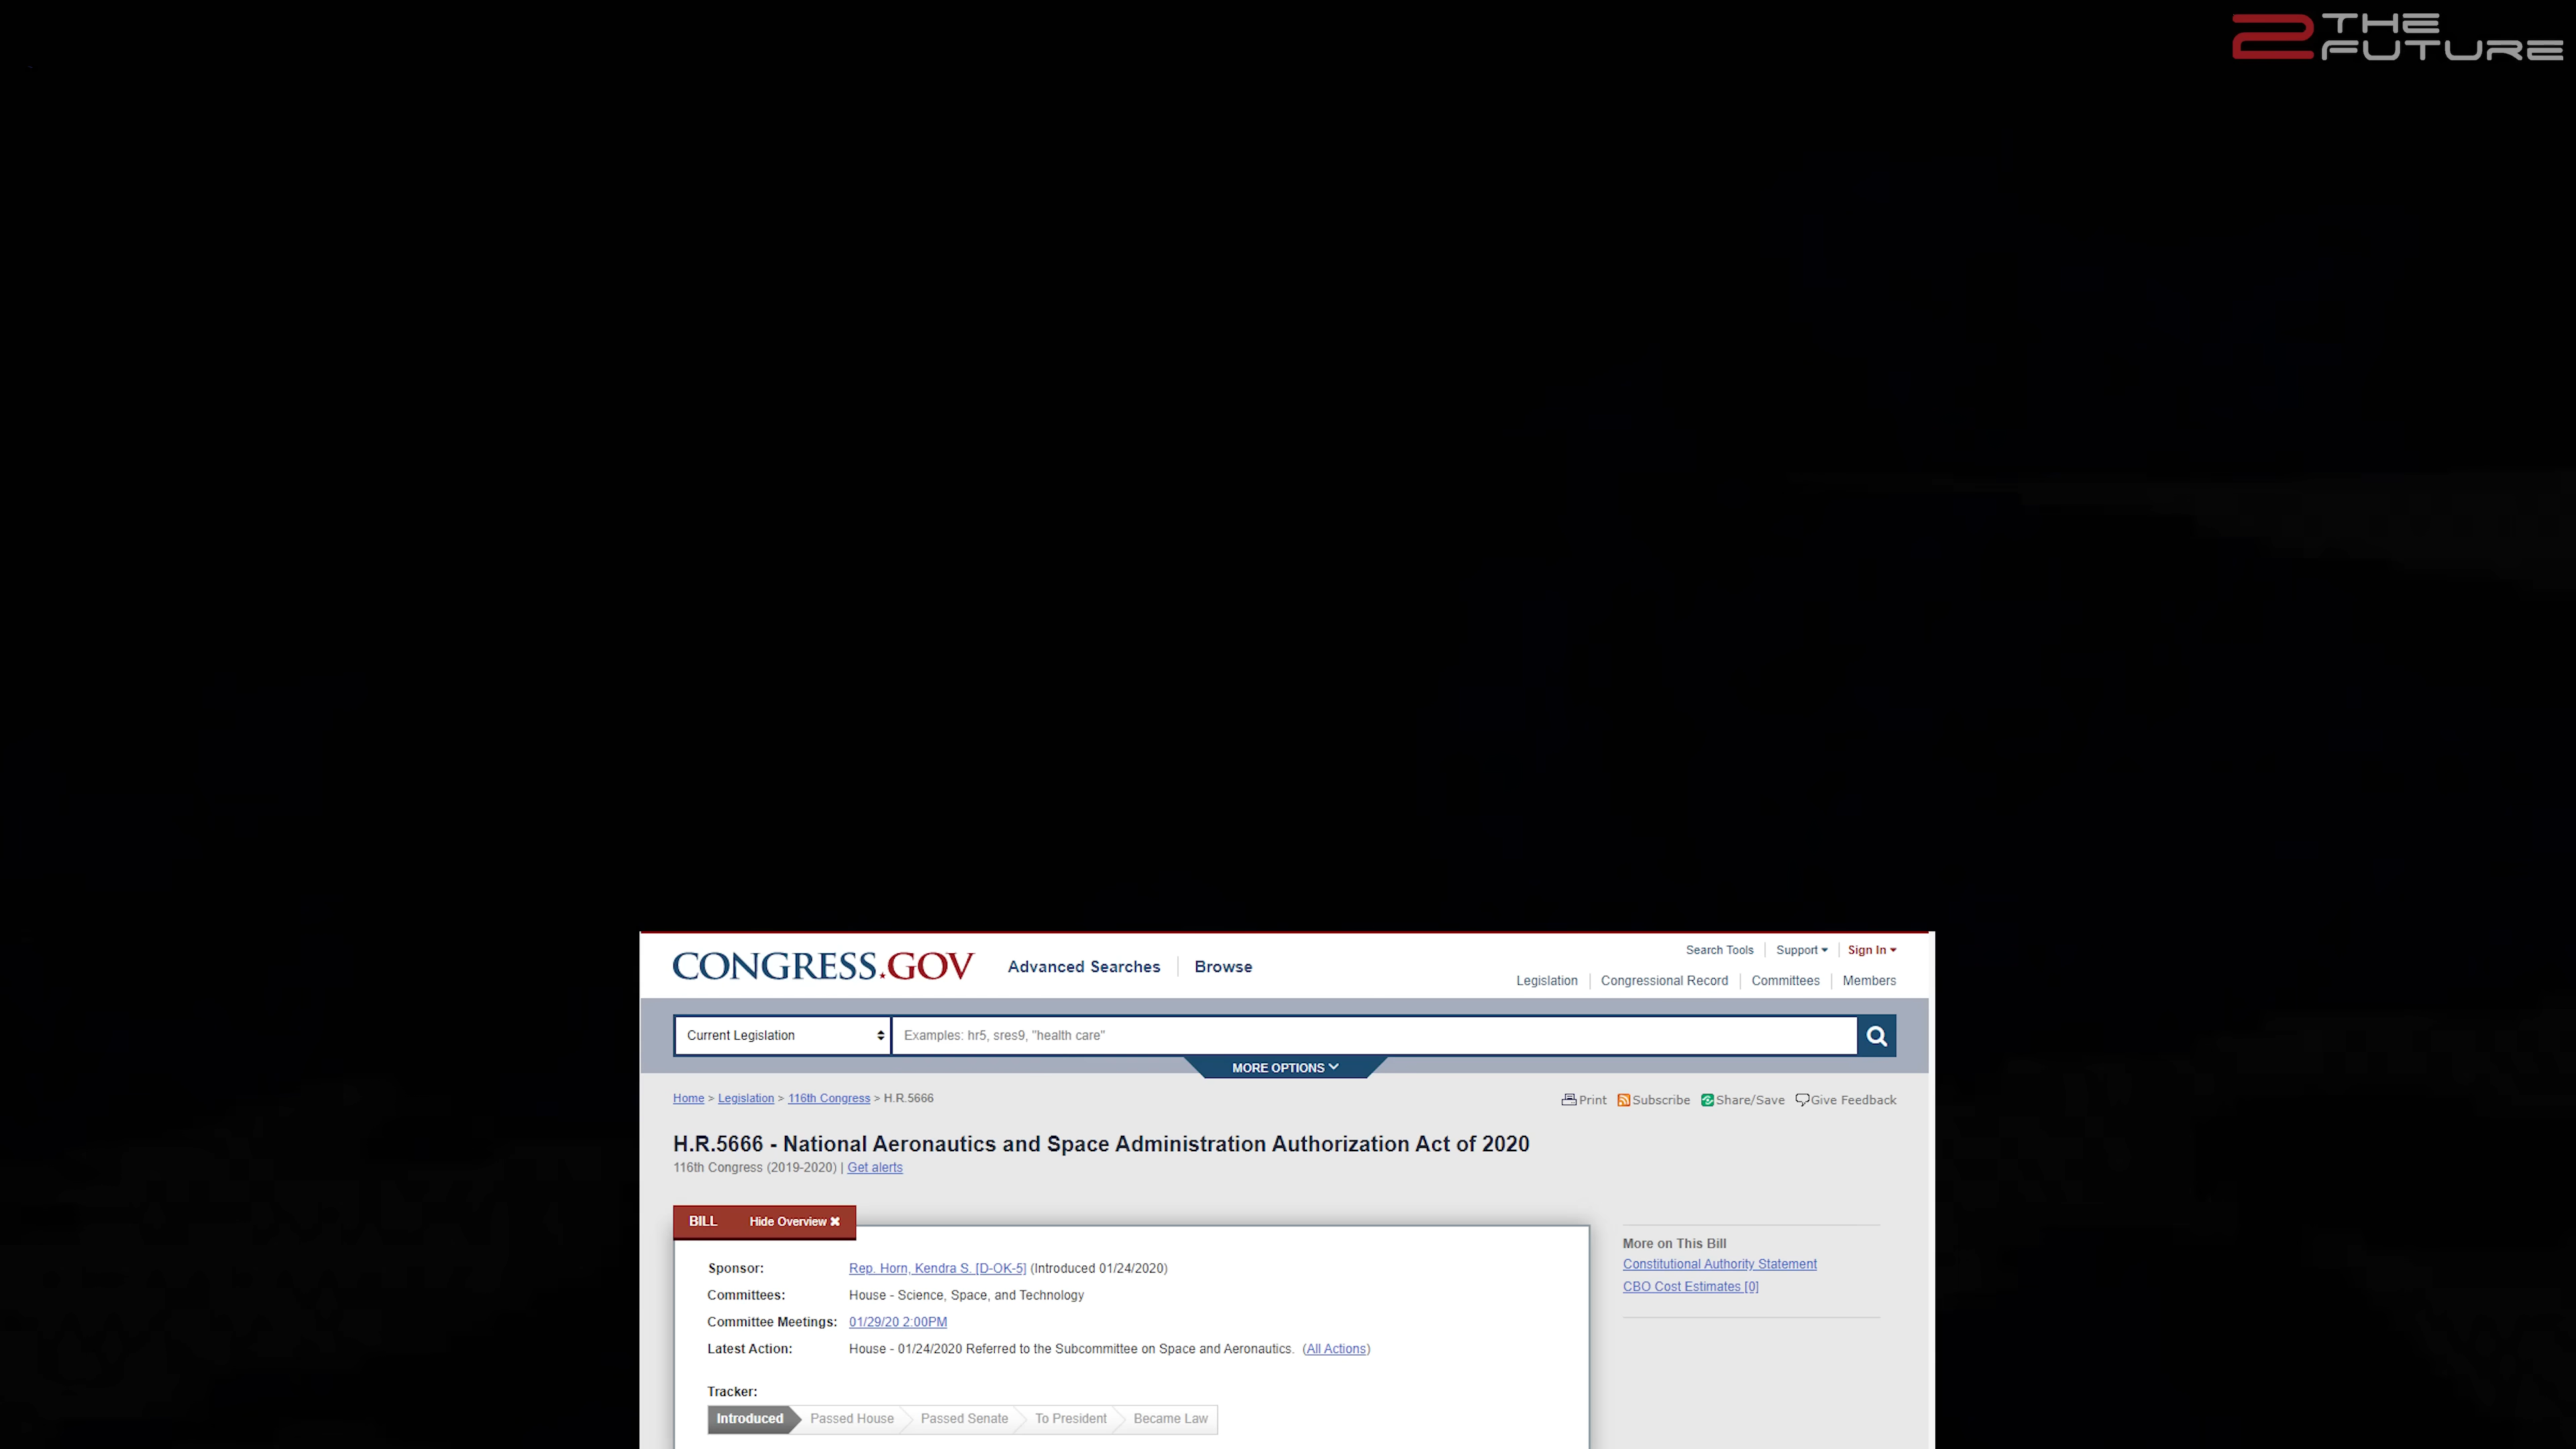 2 THE
FUTURE
CONGRESS.GOV Advanced Searches Browse
Search Tools Support Sign In
Legislation Congressional Record Committees Members
Current Legislation Examples: hr5, sres9, "health care"
MORE OPTIONS
Home > Legislation > 116th Congress > H.R.5666
Print Subscribe Share/Save Give Feedback
H.R.5666 - National Aeronautics and Space Administration Authorization Act of 2020
116th Congress (2019-2020) | Get alerts
BILL Hide Overview ✖
Sponsor: Rep. Horn, Kendra S. [D-OK-5] (Introduced 01/24/2020)
Committees: House - Science, Space, and Technology
Committee Meetings: 01/29/20 2:00PM
Latest Action: House - 01/24/2020 Referred to the Subcommittee on Space and Aeronautics. (All Actions)
Tracker:
Introduced Passed House Passed Senate To President Became Law
More on This Bill
Constitutional Authority Statement
CBO Cost Estimates [0]